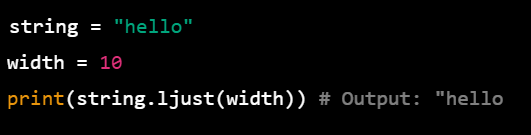 string = "hello"
width = 10
print(string.ljust(width)) # Output: "hello